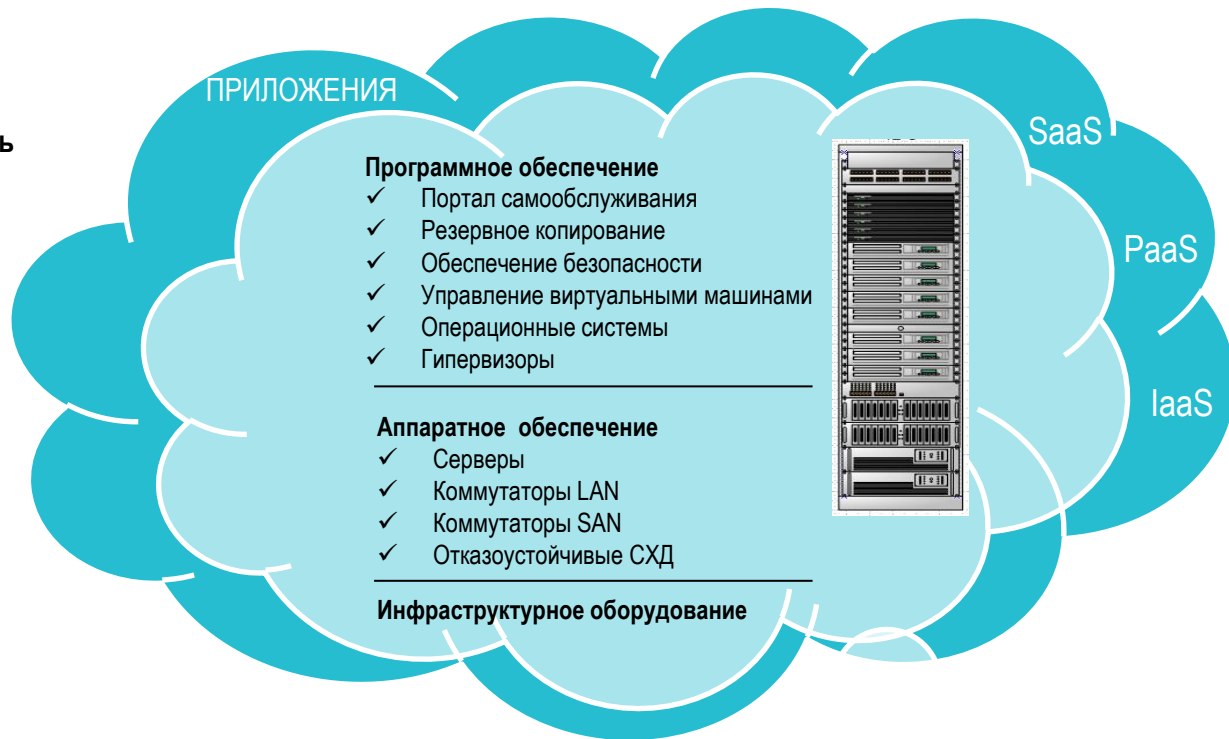 ПРИЛОЖЕНИЯ
SaaS
PaaS
IaaS
ь
Программное обеспечение
✓ Портал самообслуживания
✓ Резервное копирование
✓ Обеспечение безопасности
✓ Управление виртуальными машинами
✓ Операционные системы
✓ Гипервизоры
Аппаратное обеспечение
✓ Серверы
✓ Коммутаторы LAN
✓ Коммутаторы SAN
✓ Отказоустойчивые СХД
Инфраструктурное оборудование